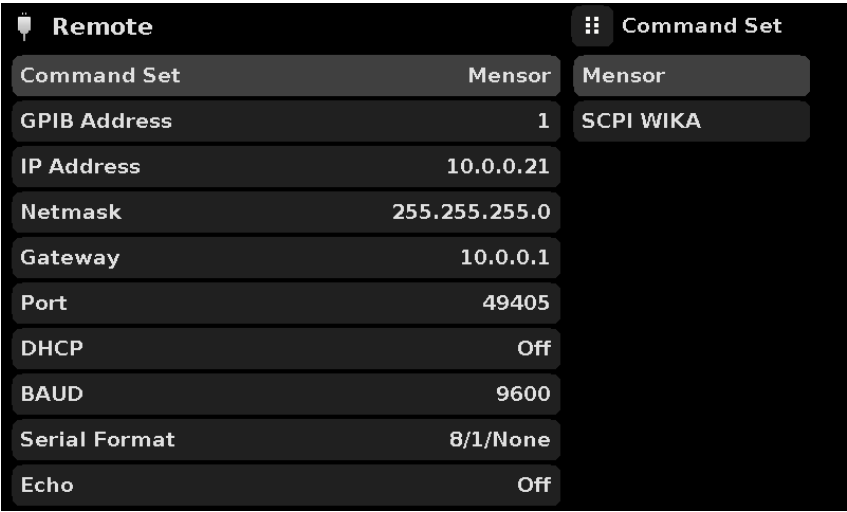 Remote
Command Set Mensor
GPIB Address 1
IP Address 10.0.0.21
Netmask 255.255.255.0
Gateway 10.0.0.1
Port 49405
DHCP Off
BAUD 9600
Serial Format 8/1/None
Echo Off
Command Set
Mensor
SCPI WIKA